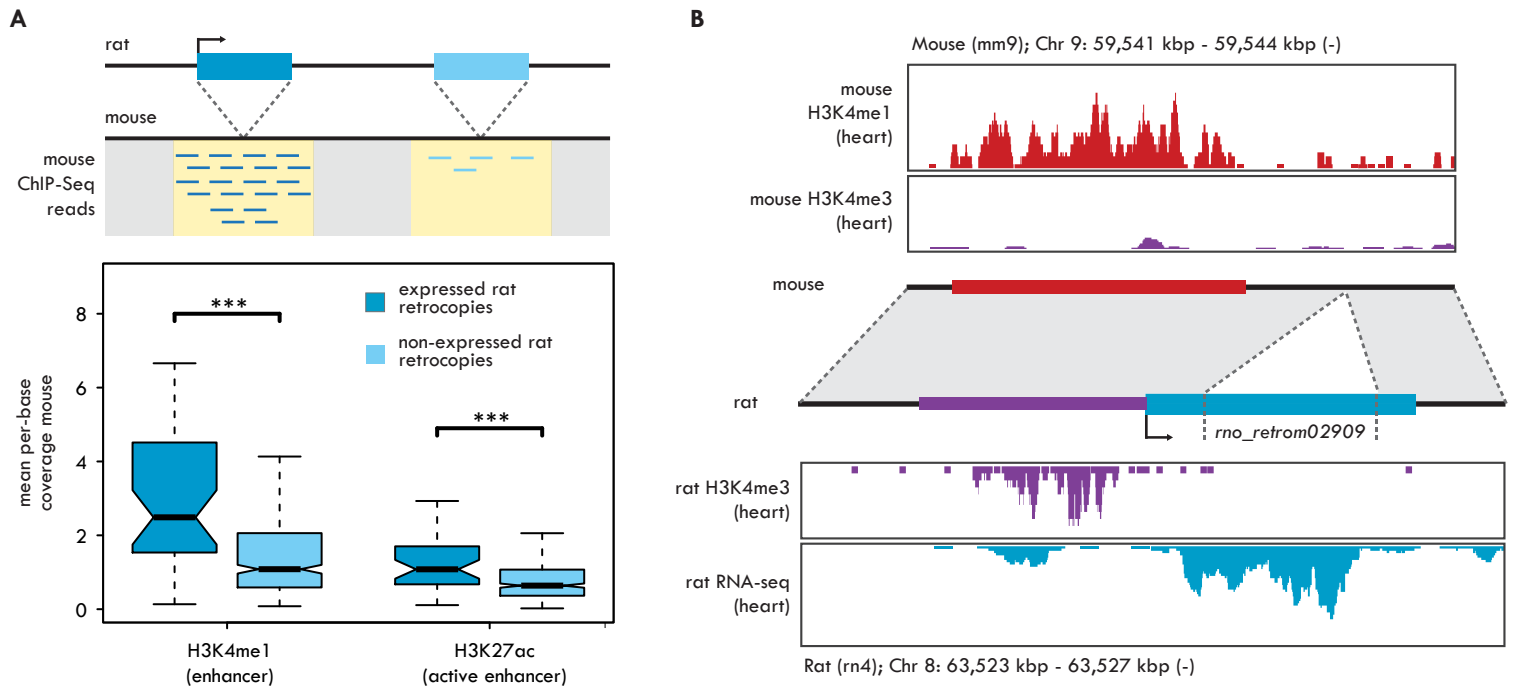 A
rat
mouse
mouse
ChIP-Seq
reads
***
***
expressed rat
retrocopies
non-expressed rat
retrocopies
mean per-base
coverage mouse
8
6
4
2
0
H3K4me1
(enhancer)
H3K27ac
(active enhancer)
B
Mouse (mm9); Chr 9: 59,541 kbp - 59,544 kbp (-)
mouse
H3K4me1
(heart)
mouse H3K4me3
(heart)
mouse
rat
rno_retrom02909
rat H3K4me3
(heart)
rat RNA-seq
(heart)
Rat (rn4); Chr 8: 63,523 kbp - 63,527 kbp (-)